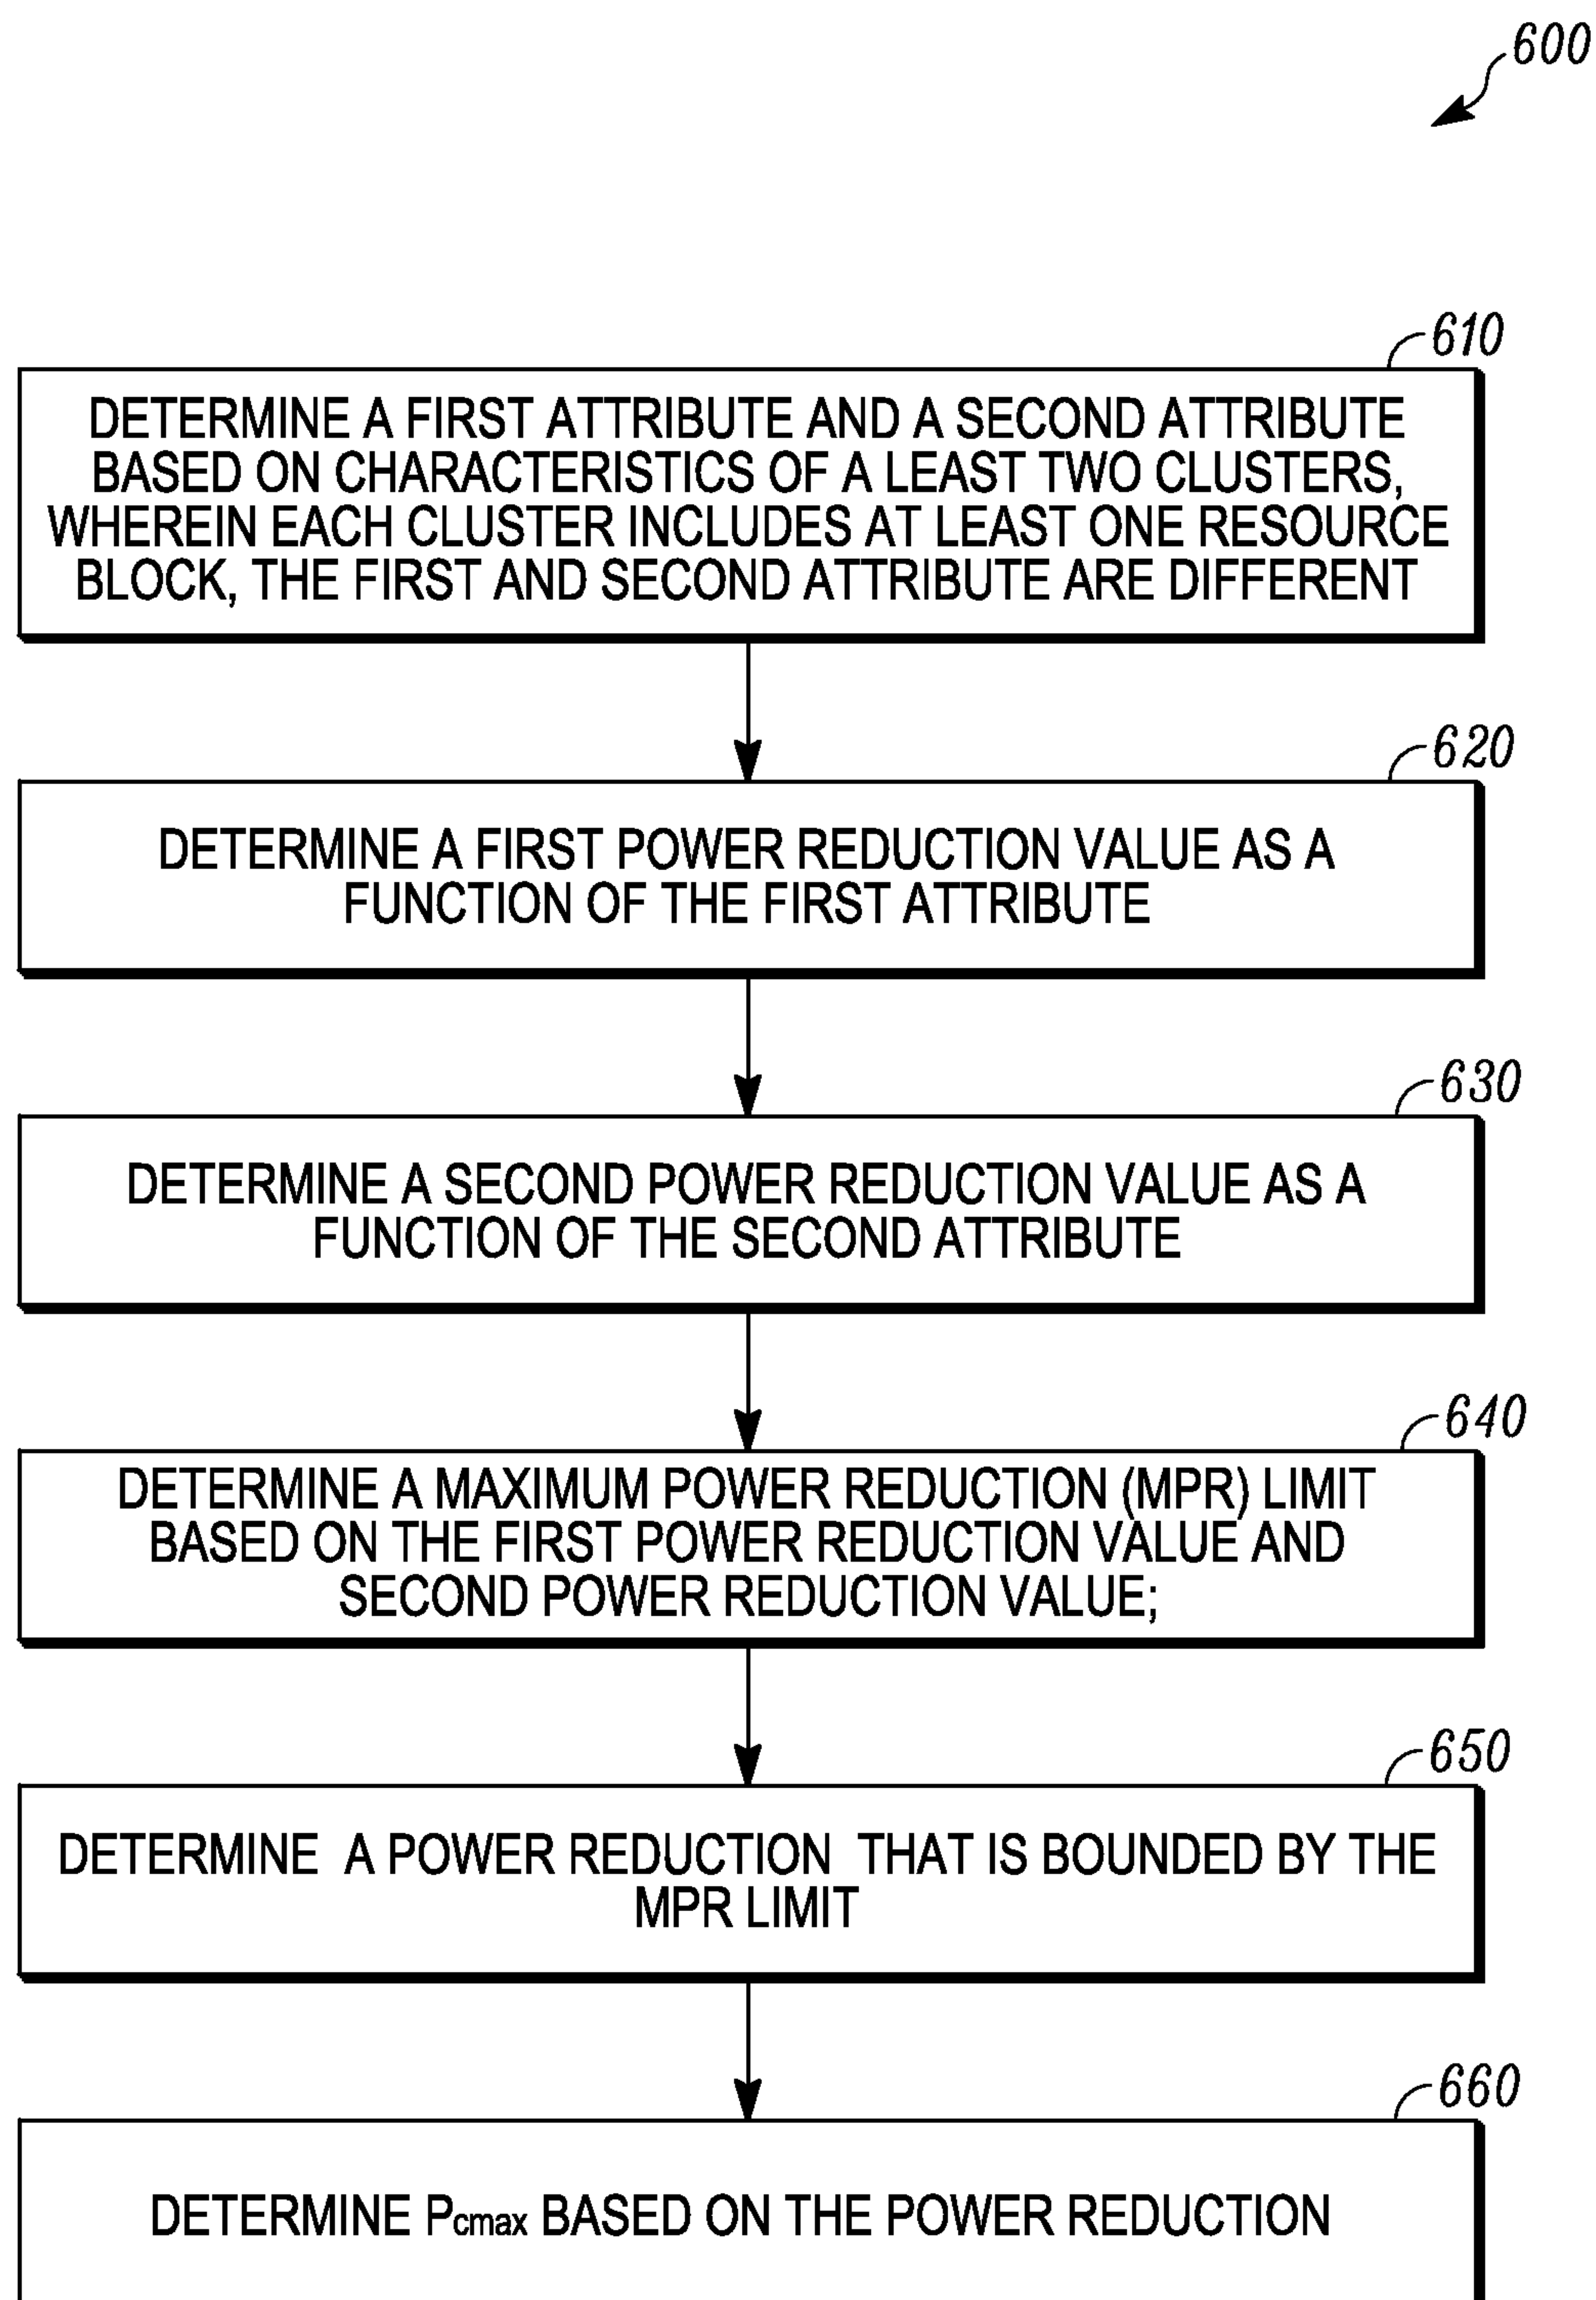 600
610
DETERMINE A FIRST ATTRIBUTE AND A SECOND ATTRIBUTE
BASED ON CHARACTERISTICS OF A LEAST TWO CLUSTERS,
WHEREIN EACH CLUSTER INCLUDES AT LEAST ONE RESOURCE
BLOCK, THE FIRST AND SECOND ATTRIBUTE ARE DIFFERENT
620
DETERMINE A FIRST POWER REDUCTION VALUE AS A
FUNCTION OF THE FIRST ATTRIBUTE
630
DETERMINE A SECOND POWER REDUCTION VALUE AS A
FUNCTION OF THE SECOND ATTRIBUTE
640
DETERMINE A MAXIMUM POWER REDUCTION (MPR) LIMIT
BASED ON THE FIRST POWER REDUCTION VALUE AND
SECOND POWER REDUCTION VALUE;
650
DETERMINE A POWER REDUCTION THAT IS BOUNDED BY THE
MPR LIMIT
660
DETERMINE Pcmax BASED ON THE POWER REDUCTION